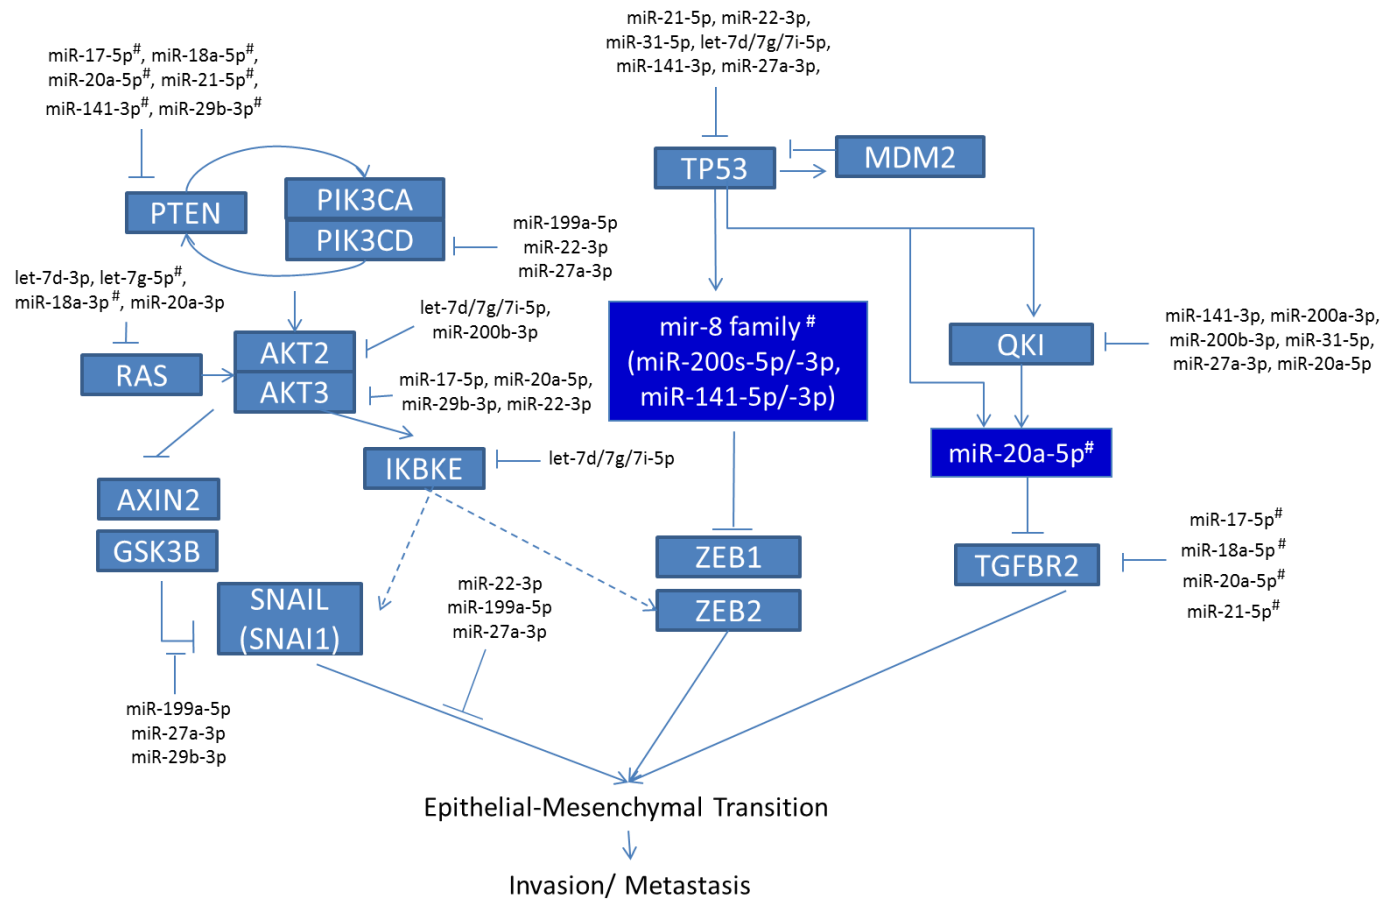 miR-21-5p, miR-22-3p,
miR-31-5p, let-7d/7g/7i-5p,
miR-141-3p, miR-27a-3p,
miR-17-5p#, miR-18a-5p#,
miR-20a-5p#, miR-21-5p#,
miR-141-3p#, miR-29b-3p#
TP53
MDM2
PTEN
PIK3CA
PIK3CD
miR-199a-5p
miR-22-3p
miR-27a-3p
let-7d-3p, let-7g-5p#,
miR-18a-3p#, miR-20a-3p
RAS
AKT2
AKT3
let-7d/7g/7i-5p,
miR-200b-3p
miR-17-5p, miR-20a-5p,
miR-29b-3p, miR-22-3p
mir-8 family #
(miR-200s-5p/-3p,
miR-141-5p/-3p)
QKI
miR-141-3p, miR-200a-3p,
miR-200b-3p, miR-31-5p,
miR-27a-3p, miR-20a-5p
IKBKE
let-7d/7g/7i-5p
miR-20a-5p#
AXIN2
GSK3B
ZEB1
ZEB2
TGFBR2
miR-17-5p#
miR-18a-5p#
miR-20a-5p#
miR-21-5p#
SNAIL
(SNAI1)
miR-22-3p
miR-199a-5p
miR-27a-3p
miR-199a-5p
miR-27a-3p
miR-29b-3p
Epithelial-Mesenchymal Transition
Invasion/ Metastasis